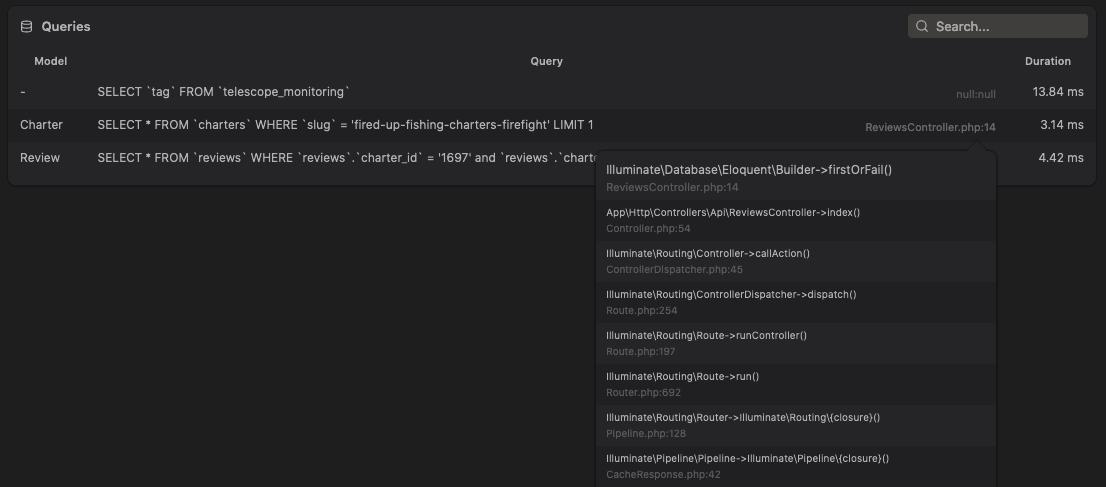 Queries
Search...
Model Query Duration
- SELECT `tag` FROM `telescope_monitoring` null:null 13.84 ms
Charter SELECT * FROM `charters` WHERE `slug` = 'fired-up-fishing-charters-firefight' LIMIT 1 ReviewsController.php:14 3.14 ms
Review SELECT * FROM `reviews` WHERE `reviews`.`charter_id` = '1697' and `reviews`.`charte 4.42 ms
Illuminate\Database\Eloquent\Builder->firstOrFail()
ReviewsController.php:14
App\Http\Controllers\Api\ReviewsController->index()
Controller.php:54
Illuminate\Routing\Controller->callAction()
ControllerDispatcher.php:45
Illuminate\Routing\ControllerDispatcher->dispatch()
Route.php:254
Illuminate\Routing\Route->runController()
Route.php:197
Illuminate\Routing\Route->run()
Router.php:692
Illuminate\Routing\Router->Illuminate\Routing\{closure}()
Pipeline.php:128
Illuminate\Pipeline\Pipeline->Illuminate\Pipeline\{closure}()
CacheResponse.php:42